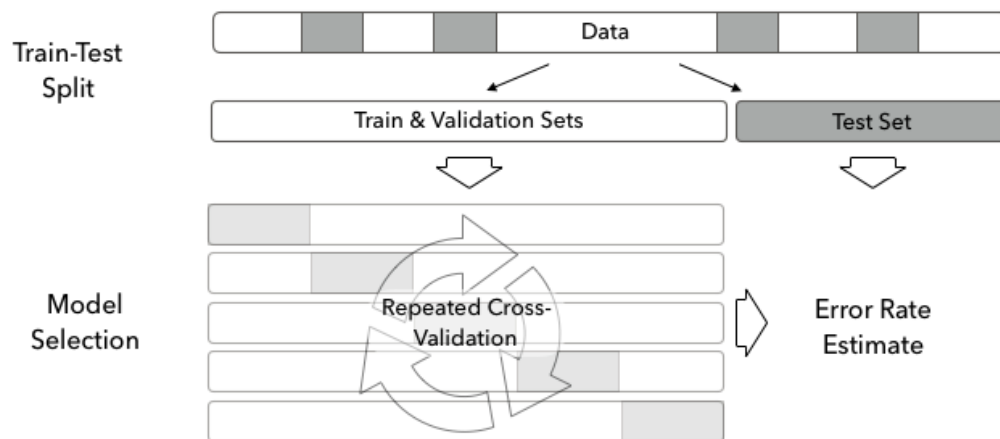 Train-Test
Split
Data
Train & Validation Sets
Test Set
Model
Selection
Repeated Cross-
Validation
Error Rate
Estimate